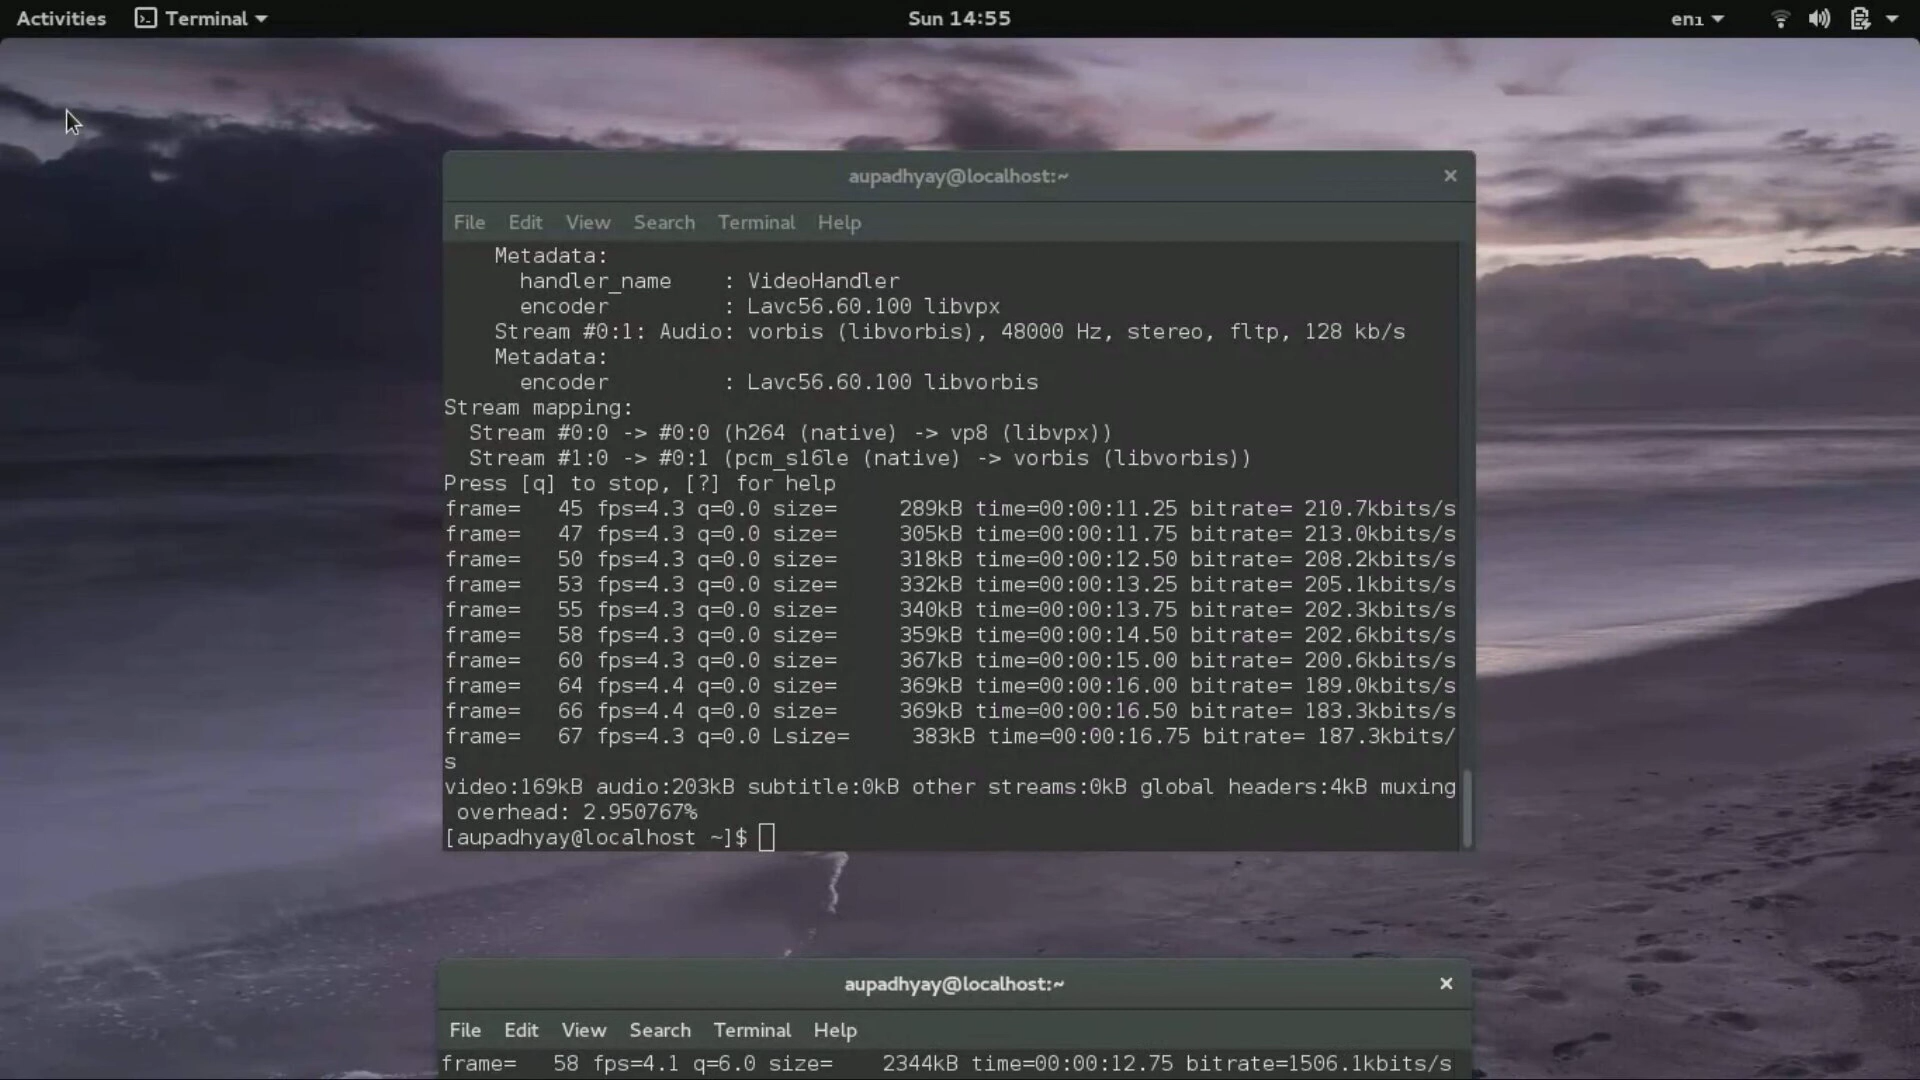 Activities Terminal Sun 14:55 en₁
aupadhyay@localhost:~
File Edit View Search Terminal Help
Metadata:
handler_name : VideoHandler
encoder : Lavc56.60.100 libvpx
Stream #0:1: Audio: vorbis (libvorbis), 48000 Hz, stereo, fltp, 128 kb/s
Metadata:
encoder : Lavc56.60.100 libvorbis
Stream mapping:
Stream #0:0 -> #0:0 (h264 (native) -> vp8 (libvpx))
Stream #1:0 -> #0:1 (pcm_s16le (native) -> vorbis (libvorbis))
Press [q] to stop, [?] for help
frame= 45 fps=4.3 q=0.0 size= 289kB time=00:00:11.25 bitrate= 210.7kbits/s
frame= 47 fps=4.3 q=0.0 size= 305kB time=00:00:11.75 bitrate= 213.0kbits/s
frame= 50 fps=4.3 q=0.0 size= 318kB time=00:00:12.50 bitrate= 208.2kbits/s
frame= 53 fps=4.3 q=0.0 size= 332kB time=00:00:13.25 bitrate= 205.1kbits/s
frame= 55 fps=4.3 q=0.0 size= 340kB time=00:00:13.75 bitrate= 202.3kbits/s
frame= 58 fps=4.3 q=0.0 size= 359kB time=00:00:14.50 bitrate= 202.6kbits/s
frame= 60 fps=4.3 q=0.0 size= 367kB time=00:00:15.00 bitrate= 200.6kbits/s
frame= 64 fps=4.4 q=0.0 size= 369kB time=00:00:16.00 bitrate= 189.0kbits/s
frame= 66 fps=4.4 q=0.0 size= 369kB time=00:00:16.50 bitrate= 183.3kbits/s
frame= 67 fps=4.3 q=0.0 Lsize= 383kB time=00:00:16.75 bitrate= 187.3kbits/
s
video:169kB audio:203kB subtitle:0kB other streams:0kB global headers:4kB muxing
overhead: 2.950767%
[aupadhyay@localhost ~]$
aupadhyay@localhost:~
File Edit View Search Terminal Help
frame= 58 fps=4.1 q=6.0 size= 2344kB time=00:00:12.75 bitrate=1506.1kbits/s